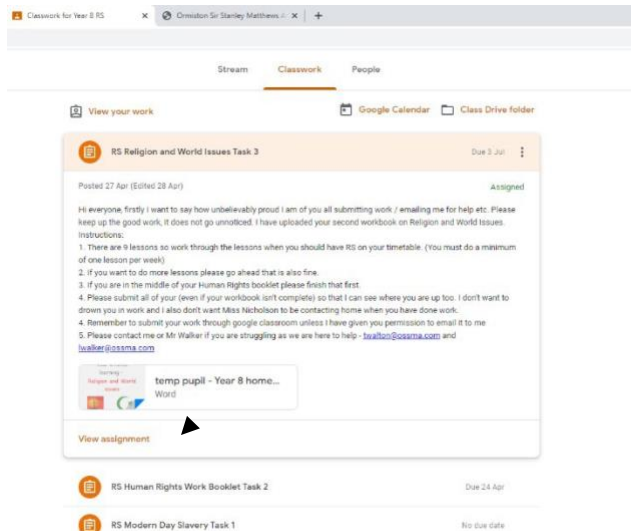 Classwork for Year 8 RS
Ormiston Sir Stanley Matthews A
Stream Classwork People
View your work Google Calendar Class Drive folder
RS Religion and World Issues Task 3 Due 3 Jul
Posted 27 Apr (Edited 28 Apr) Assigned
Hi everyone, firstly i want to say how unbelievably proud I am of you all submitting work / emailing me for help etc. Please
keep up the good work, it does not go unnoticed. I have uploaded your second workbook on Religion and World Issues.
Instructions:
1. There are 9 lessons so work through the lessons when you should have RS on your timetable. (You must do a minimum
of one lesson per week)
2. if you want to do more lessons please go ahead that is also fine.
3. if you are in the middle of your Human Rights booklet please finish that first.
4. Please submit all of your (even if your workbook isn't complete) so that I can see where you are up too. I don't want to
drown you in work and i also don't want Miss Nicholson to be contacting home when you have done work.
4. Remember to submit your work through google classroom unless I have given you permission to email it to me
5. Please contact me or Mr Walker if you are struggling as we are here to help - twalton@ossma.com and
lwalker@ossma.com
learning -
Religion and World
issues
temp pupil - Year 8 home...
Word
View assignment
RS Human Rights Work Booklet Task 2 Due 24 Apr
RS Modern Day Slavery Task 1 No due date